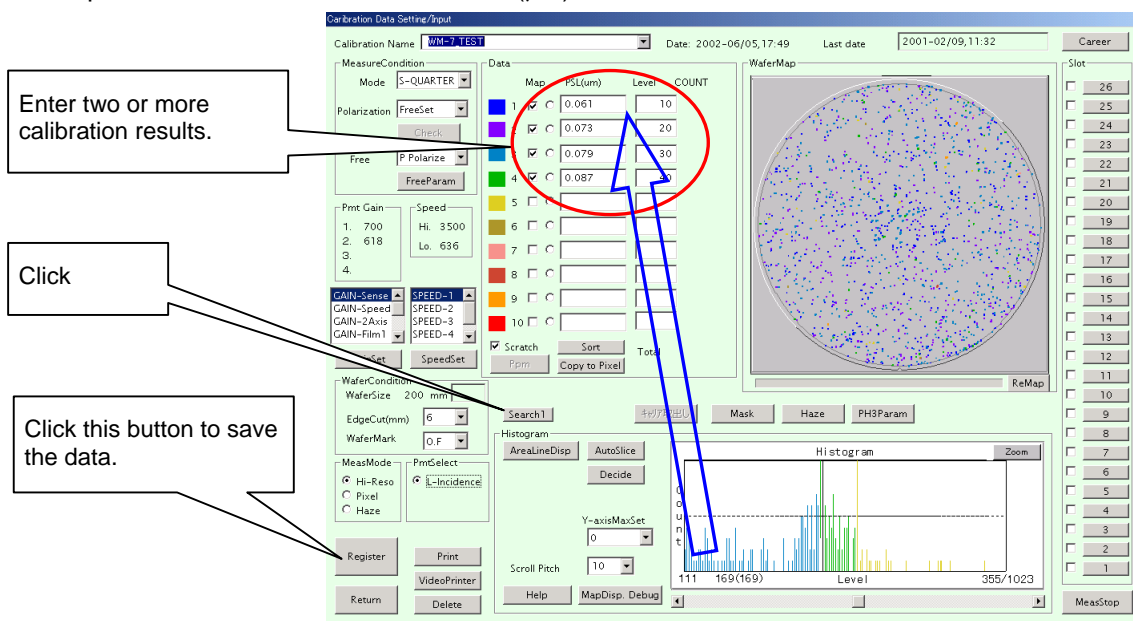 Caribration Data Setting/Input
Calibration Name WM-7_TEST
Date: 2002-06/05,17:49
Last date 2001-02/09,11:32
Career
MeasureCondition
Mode S-QUARTER
Polarization FreeSet
Check
Free P Polarize
FreeParam
Pmt Gain
1. 700
2. 618
3.
4.
Speed
Hi. 3500
Lo. 636
GAIN-Sense
GAIN-Speed
GAIN-2Axis
GAIN-Film1
SPEED-1
SPEED-2
SPEED-3
SPEED-4
SpeedSet
Data
Map PSL(um) Level COUNT
1 0.061 10
0.073 20
0.079 30
4 0.087 40
5
6
7
8
9
10
Scratch
Sort
Total
Rpm
Copy to Pixel
WaferMap
ReMap
Slot
26
25
24
23
22
21
20
19
18
17
16
15
14
13
12
11
10
9
8
7
6
5
4
3
2
1
MeasStop
Enter two or more
calibration results.
Click
Click this button to save
the data.
WaferCondition
WaferSize 200 mm
EdgeCut(mm) 6
WaferMark O.F
Search1
Mask
Haze
PH3Param
MeasMode
Hi-Reso
Pixel
Haze
PmtSelect
L-Incidence
Register
Print
VideoPrinter
Return
Delete
Histogram
AreaLineDisp
AutoSlice
Decide
Y-axisMaxSet
0
Scroll Pitch 10
Help
MapDisp. Debug
Histogram
Zoom
Count
111 169(169) Level 355/1023